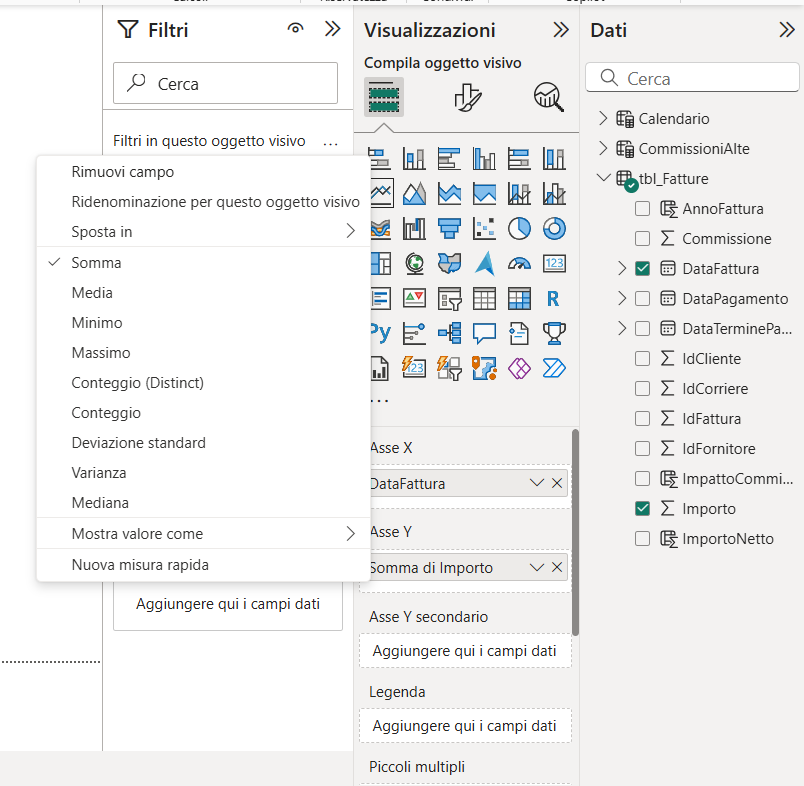 Filtri
Cerca
Filtri in questo oggetto visivo ...
Rimuovi campo
Ridenominazione per questo oggetto visivo
Sposta in
Somma
Media
Minimo
Massimo
Conteggio (Distinct)
Conteggio
Deviazione standard
Varianza
Mediana
Mostra valore come
Nuova misura rapida
Aggiungere qui i campi dati
Visualizzazioni
Compila oggetto visivo
123
R
Py
123
...
Asse X
DataFattura
Asse Y
Somma di Importo
Asse Y secondario
Aggiungere qui i campi dati
Legenda
Aggiungere qui i campi dati
Piccoli multipli
Dati
Cerca
Calendario
CommissioniAlte
tbl_Fatture
AnnoFattura
Commissione
DataFattura
DataPagamento
DataTerminePa...
IdCliente
IdCorriere
IdFattura
IdFornitore
ImpattoCommi...
Importo
ImportoNetto